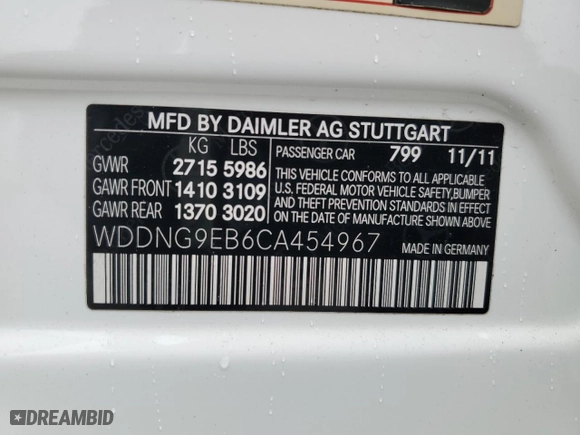 MFD BY DAIMLER AG STUTTGART
KG LBS
GVWR 2715 5986
GAWR FRONT 1410 3109
GAWR REAR 1370 3020
PASSENGER CAR 799 11/11
THIS VEHICLE CONFORMS TO ALL APPLICABLE
U.S. FEDERAL MOTOR VEHICLE SAFETY, BUMPER
AND THEFT PREVENTION STANDARDS IN EFFECT
ON THE DATE OF MANUFACTURE SHOWN ABOVE.
WDDNG9EB6CA454967
MADE IN GERMANY
DREAMBID